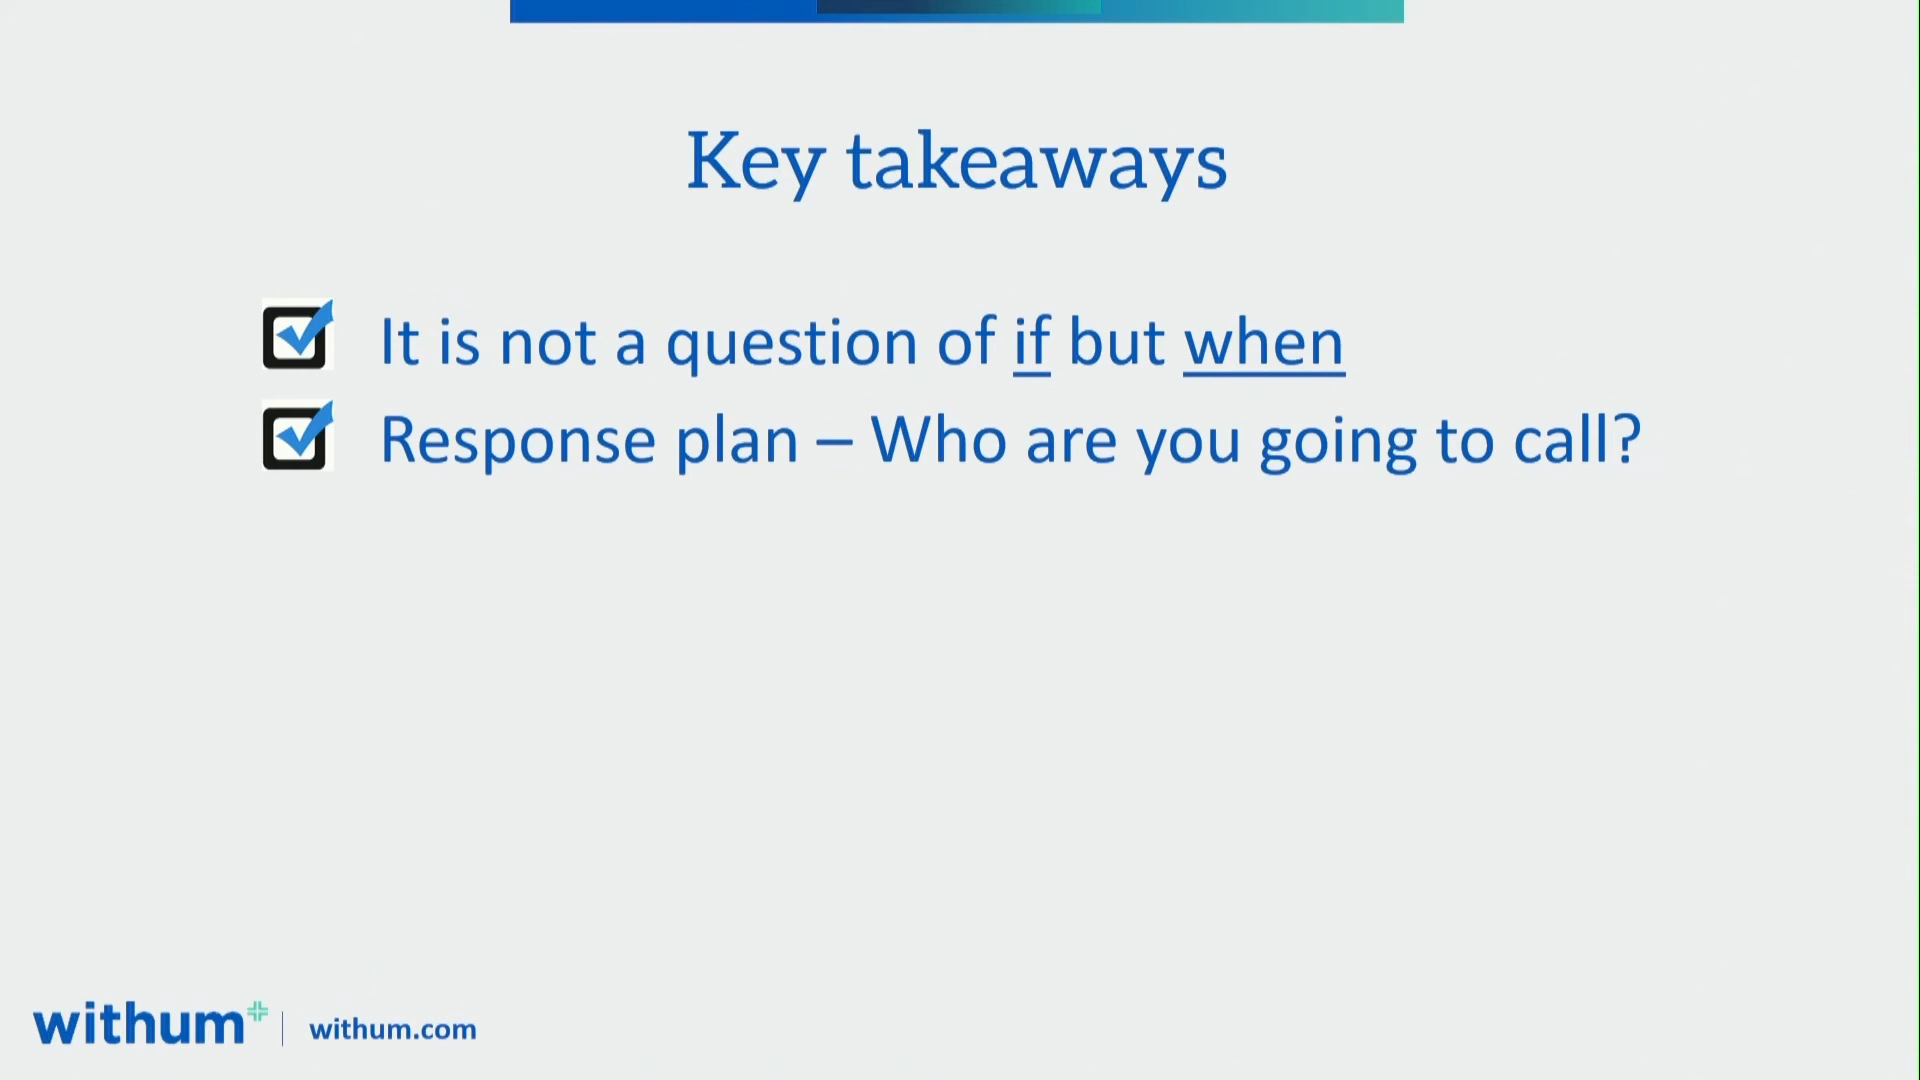 Key takeaways
It is not a question of if but when
Response plan – Who are you going to call?
withum+ withum.com